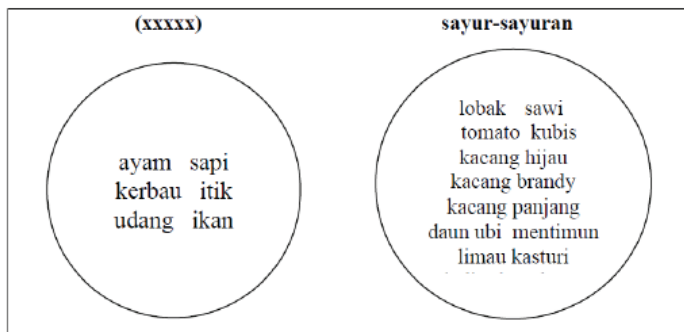 (xxxxx)
ayam sapi
kerbau itik
udang ikan
sayur-sayuran
lobak sawi
tomato kubis
kacang hijau
kacang brandy
kacang panjang
daun ubi mentimun
limau kasturi